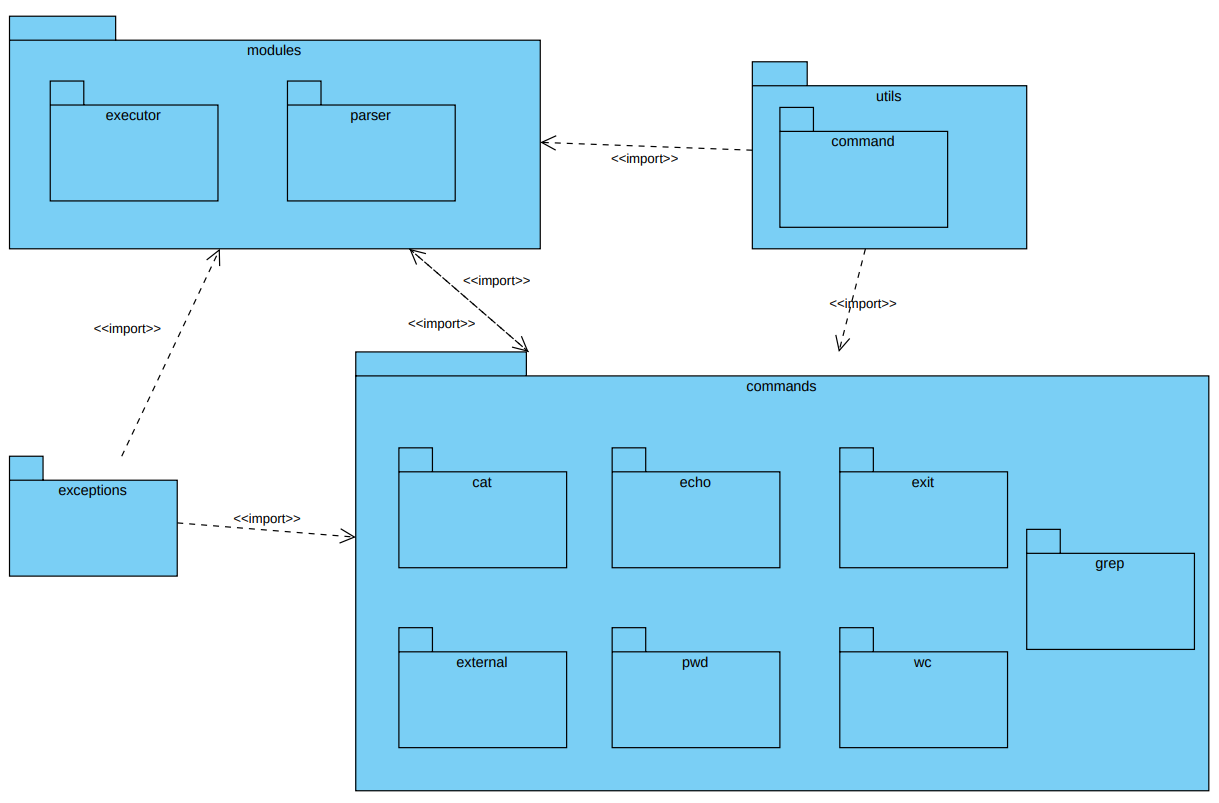 modules
executor
parser
utils
command
<<import>>
<<import>>
<<import>>
<<import>>
<<import>>
commands
exceptions
<<import>>
cat
echo
exit
grep
external
pwd
wc